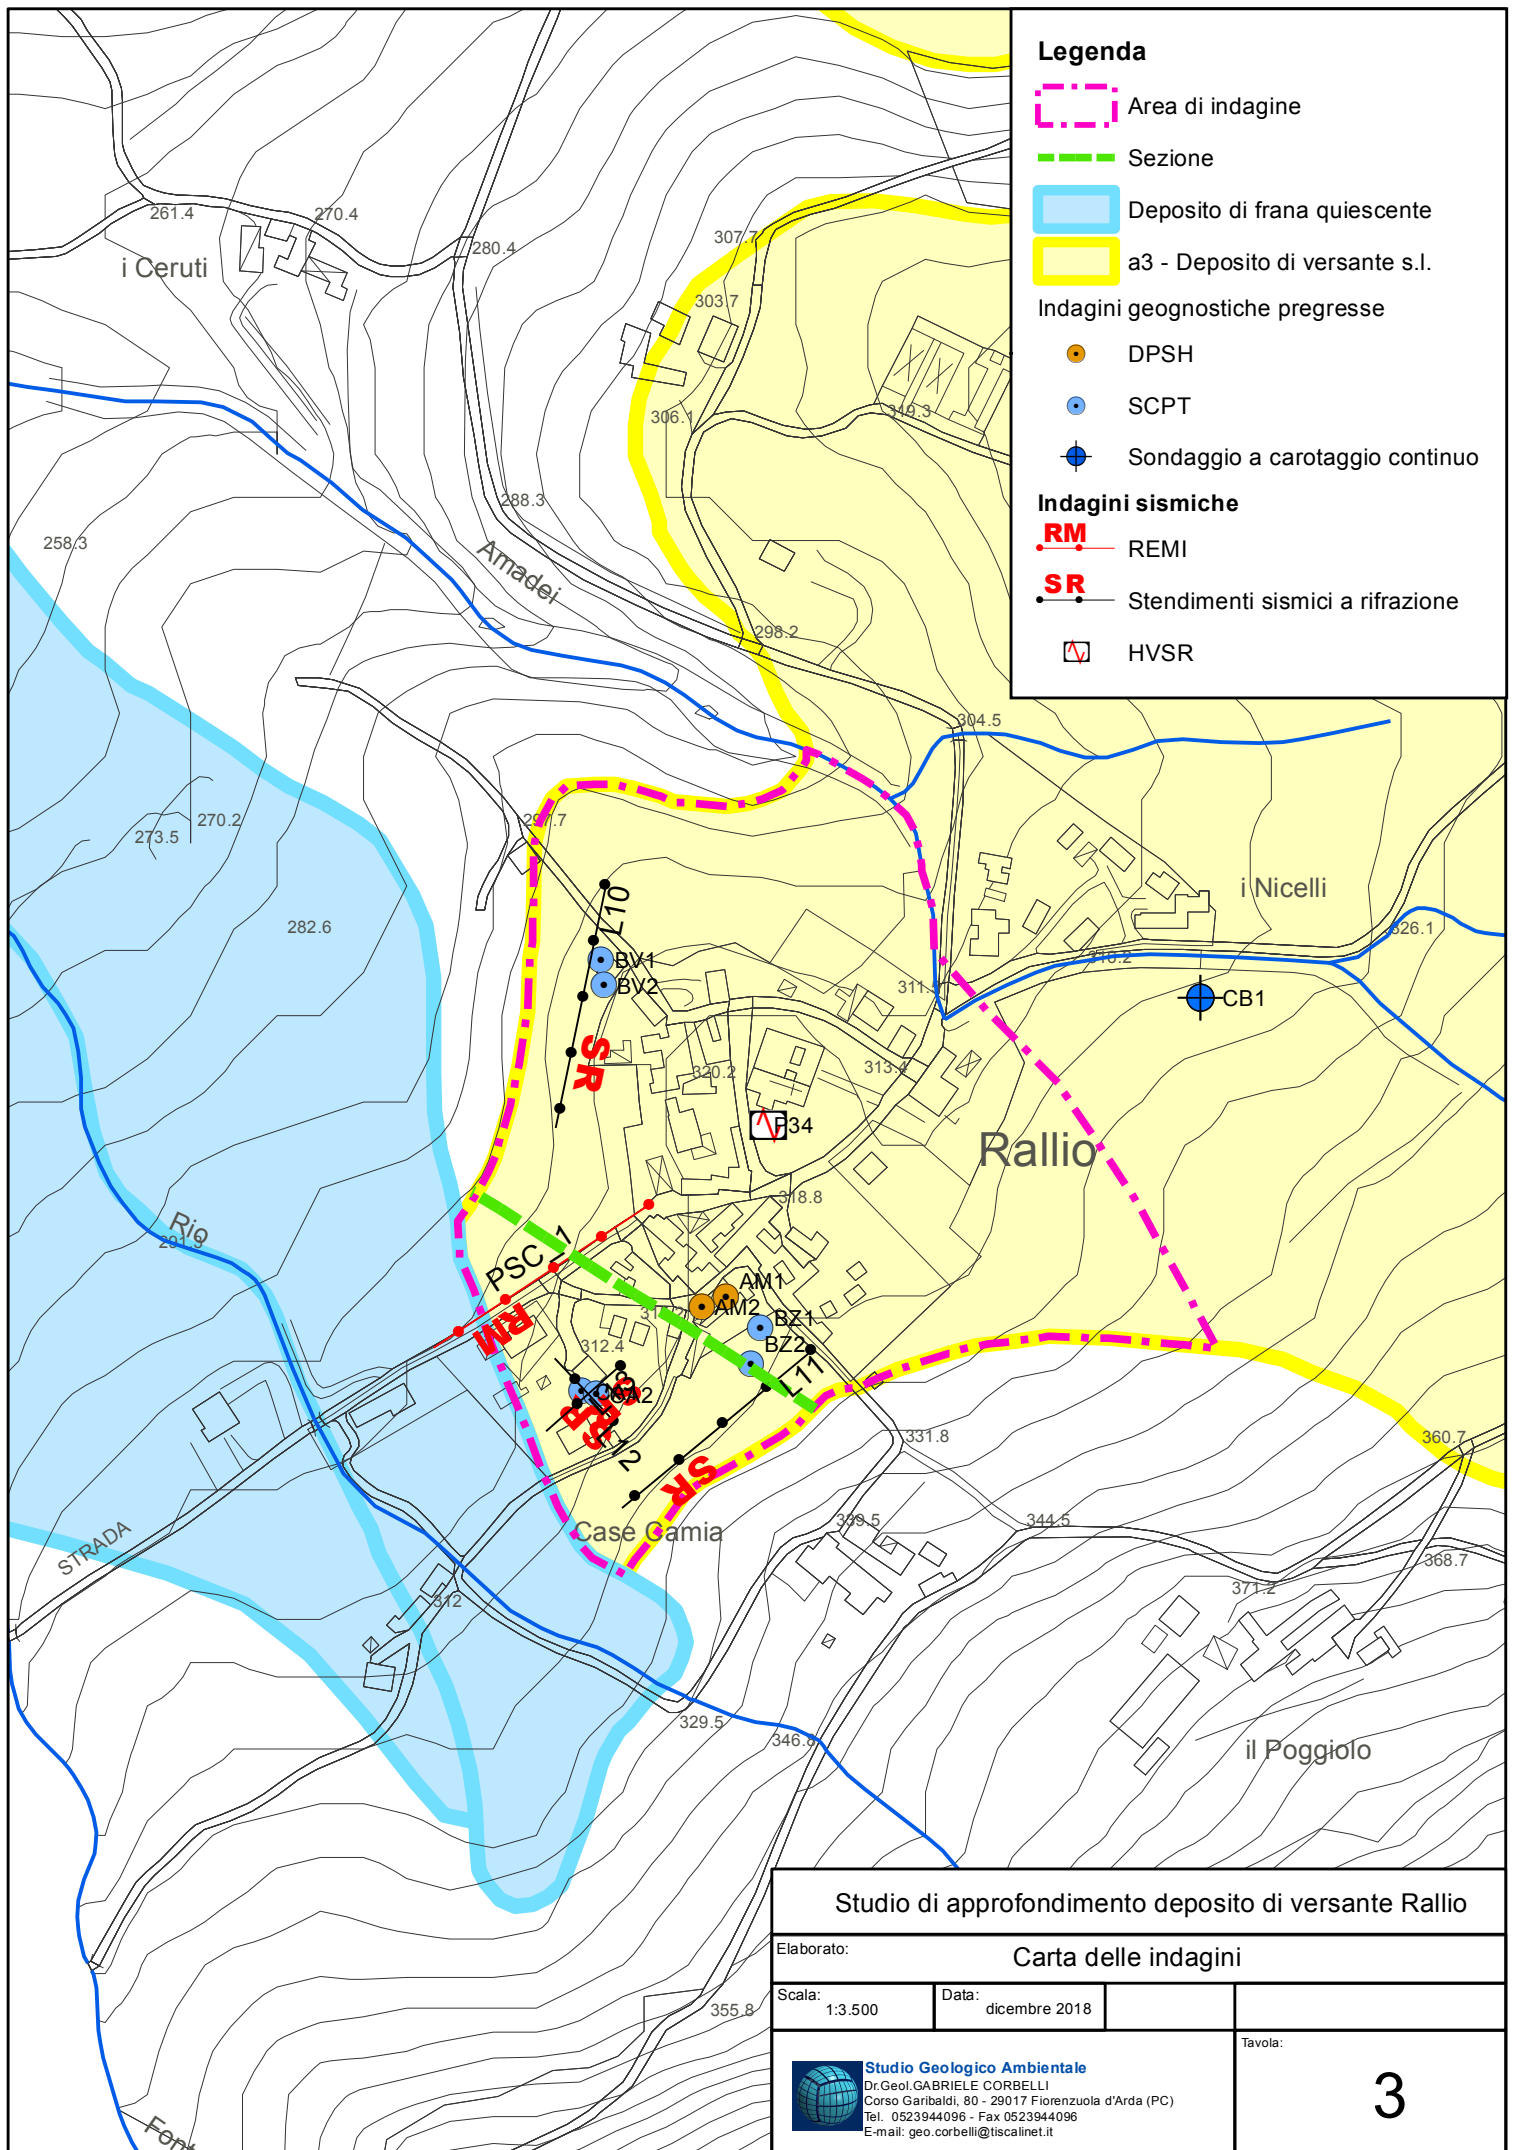 Legenda
Area di indagine
Sezione
Deposito di frana quiescente
a3 - Deposito di versante s.l.
Indagini geognostiche pregresse
DPSH
SCPT
Sondaggio a carotaggio continuo
Indagini sismiche
RM
REMI
SR
Stendimenti sismici a rifrazione
HVSR
261.4
270.4
280.4
i Ceruti
307.7
303.7
306.1
319.3
288.3
258.3
Amadei
298.2
304.5
297.7
270.2
273.5
282.6
i Nicelli
326.1
310.2
L10
BV1
BV2
CB1
SR
320.2
313.4
P34
Rallio
318.8
Rio
PSC_1
RM
AM1
AM2
BZ1
BZ2
312.4
L11
L12
SR
331.8
360.7
Case Gamia
339.5
344.5
368.7
371.2
STRADA
312
329.5
346.8
il Poggiolo
355.8
Studio di approfondimento deposito di versante Rallio
Elaborato:
Carta delle indagini
Scala:
1:3.500
Data:
dicembre 2018
Tavola:
3
Studio Geologico Ambientale
Dr.Geol.GABRIELE CORBELLI
Corso Garibaldi, 80 - 29017 Fiorenzuola d'Arda (PC)
Tel. 0523944096 - Fax 0523944096
E-mail: geo.corbelli@tiscalinet.it